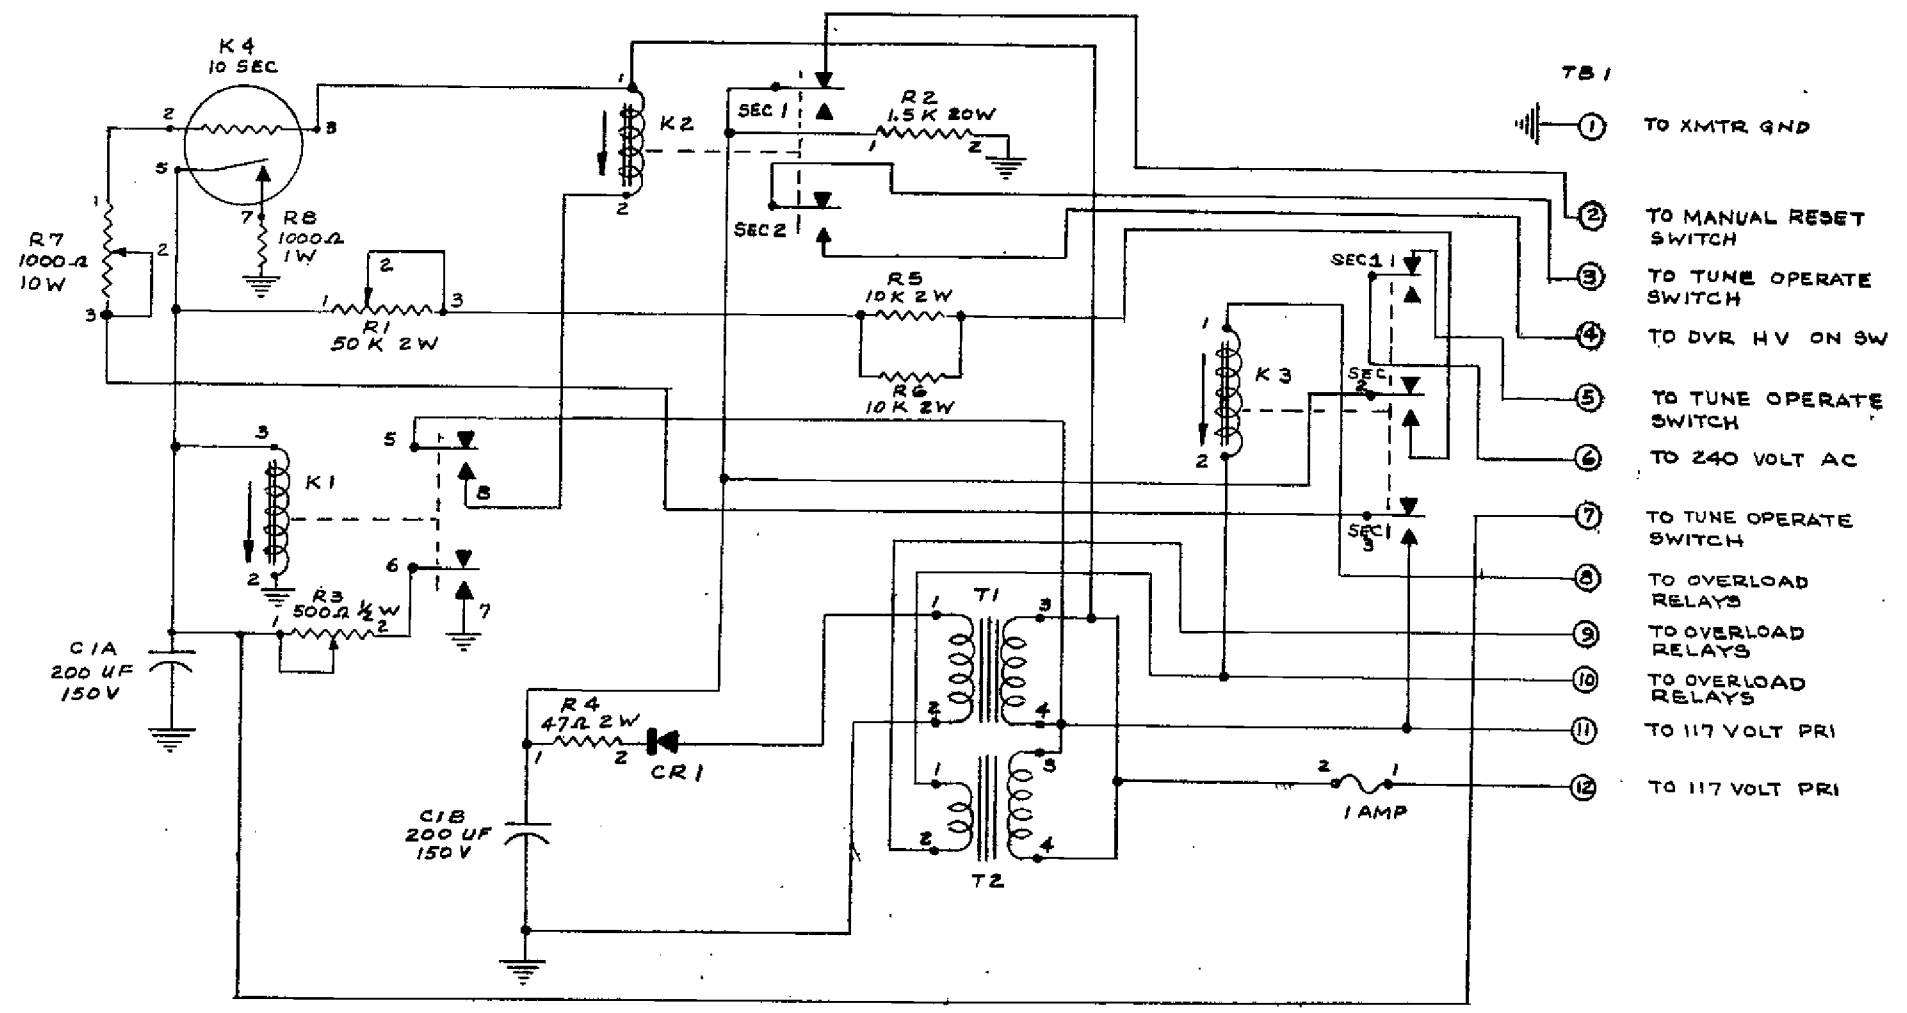 K4
10 SEC
2
3
5
7
R8
1000Ω
1W
1
R7
1000Ω
10W
2
3
1
K2
2
SEC 1
R2
1.5K 20W
1
2
SEC 2
2
1
R1
50 K 2W
3
R5
10K 2W
R6
10K 2W
3
K1
2
5
8
6
7
R3
500Ω ½ W
1
2
C1A
200 UF
150V
R4
47Ω 2W
1
2
CR1
C1B
200 UF
150V
T1
1
2
3
4
T2
1
2
3
4
1
K3
2
SEC 1
SEC
2
SEC
3
2
1
1 AMP
TB1
1 TO XMTR GND
2 TO MANUAL RESET
SWITCH
3 TO TUNE OPERATE
SWITCH
4 TO DVR HV ON SW
5 TO TUNE OPERATE
SWITCH
6 TO 240 VOLT AC
7 TO TUNE OPERATE
SWITCH
8 TO OVERLOAD
RELAYS
9 TO OVERLOAD
RELAYS
10 TO OVERLOAD
RELAYS
11 TO 117 VOLT PRI
12 TO 117 VOLT PRI